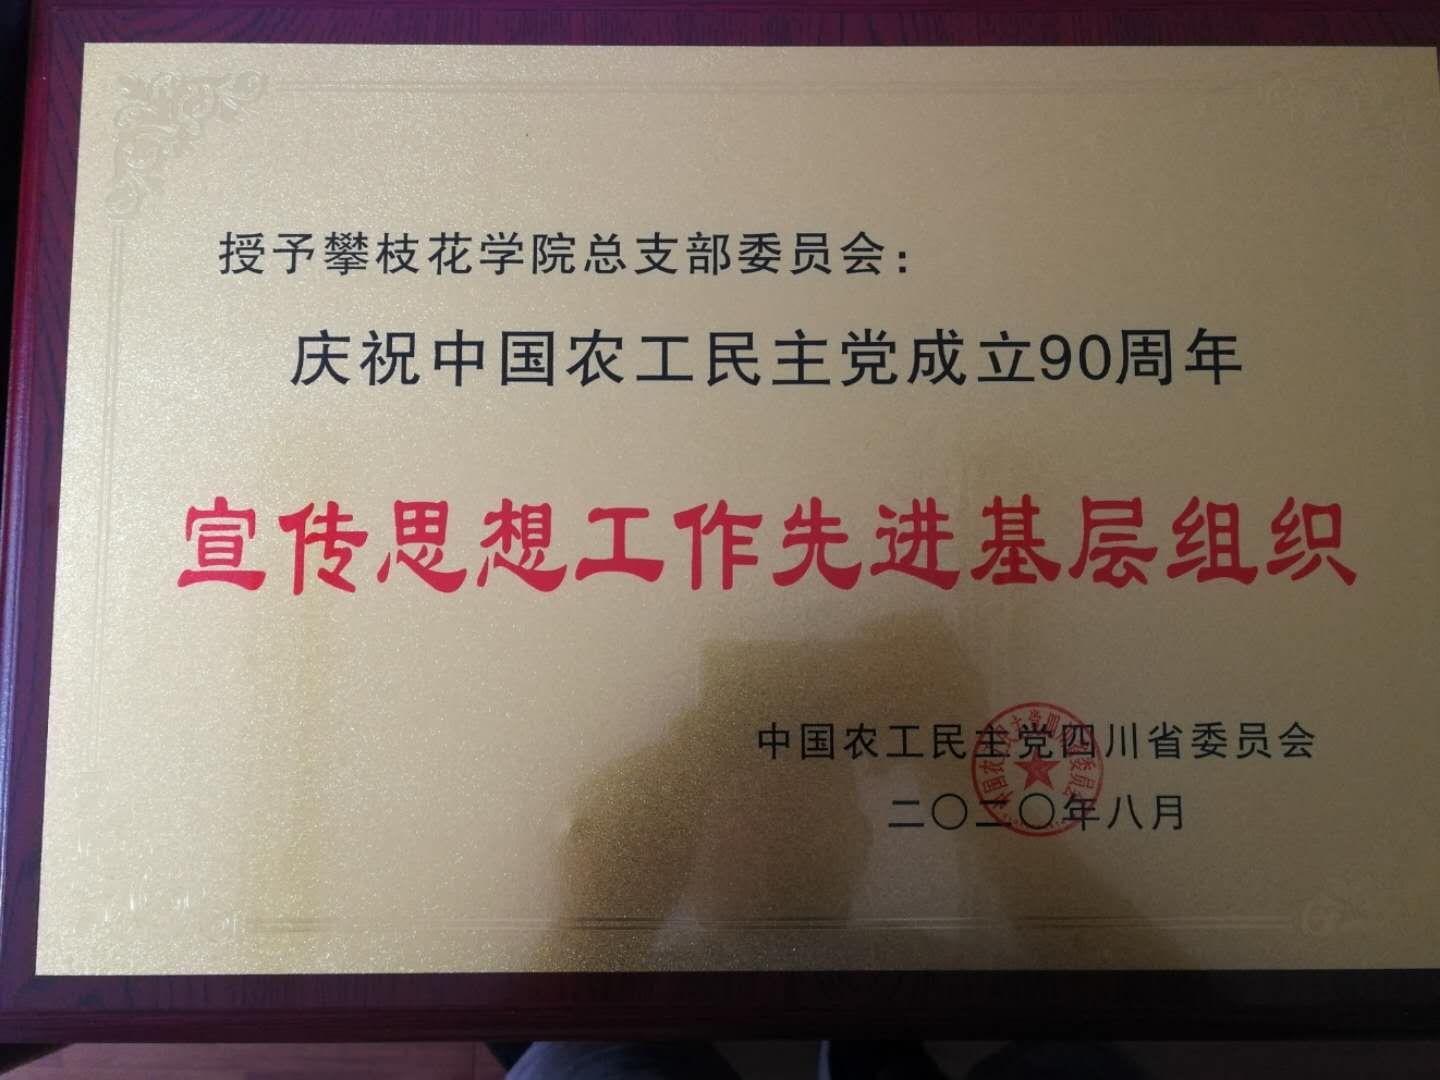 授予攀枝花学院总支部委员会：
庆祝中国农工民主党成立90周年
宣传思想工作先进基层组织
中国农工民主党四川省委员会
二〇二〇年八月